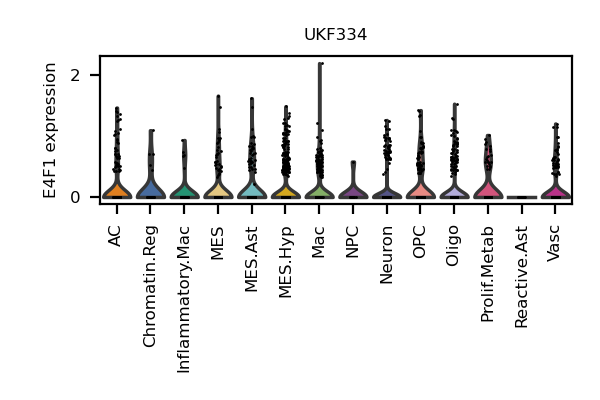 UKF334
E4F1 expression
2
0
AC
Chromatin.Reg
Inflammatory.Mac
MES
MES.Ast
MES.Hyp
Mac
NPC
Neuron
OPC
Oligo
Prolif.Metab
Reactive.Ast
Vasc